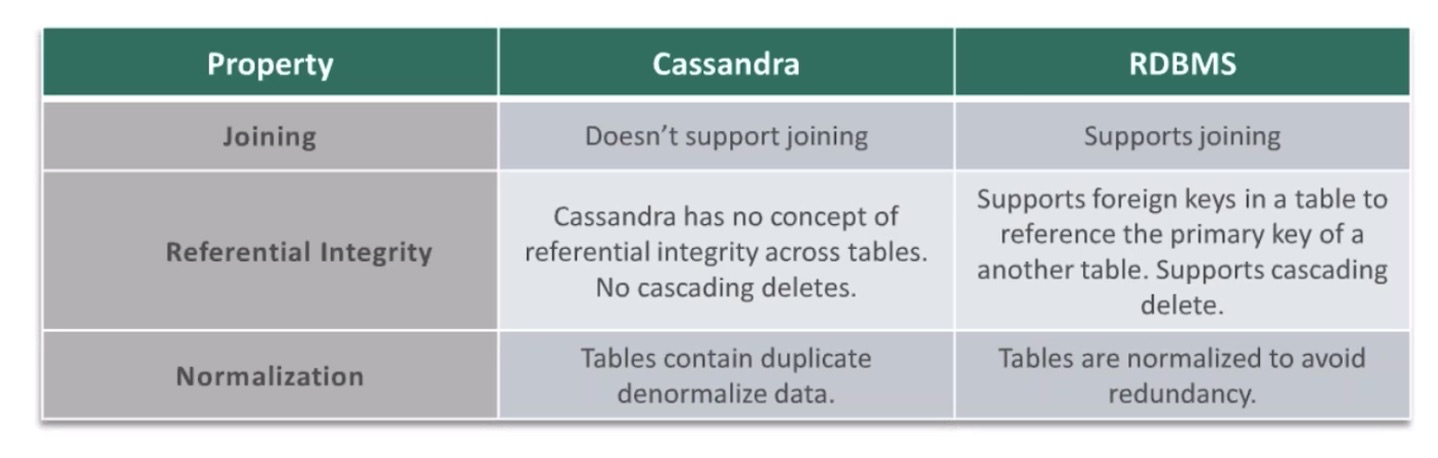 Property
Cassandra
RDBMS
Joining
Doesn't support joining
Supports joining
Referential Integrity
Cassandra has no concept of
referential integrity across tables.
No cascading deletes.
Supports foreign keys in a table to
reference the primary key of a
another table. Supports cascading
delete.
Normalization
Tables contain duplicate
denormalize data.
Tables are normalized to avoid
redundancy.